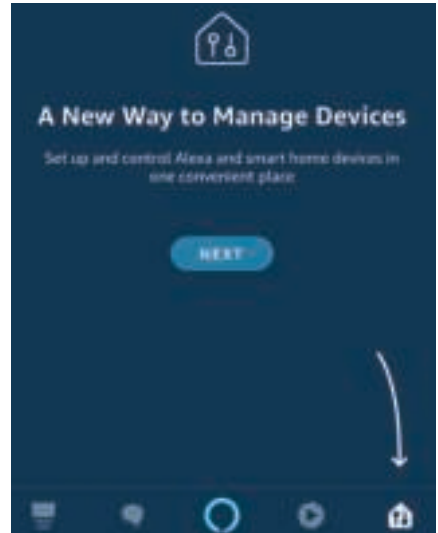 A New Way to Manage Devices
Set up and control Alexa and smart home devices in
one convenient place
NEXT